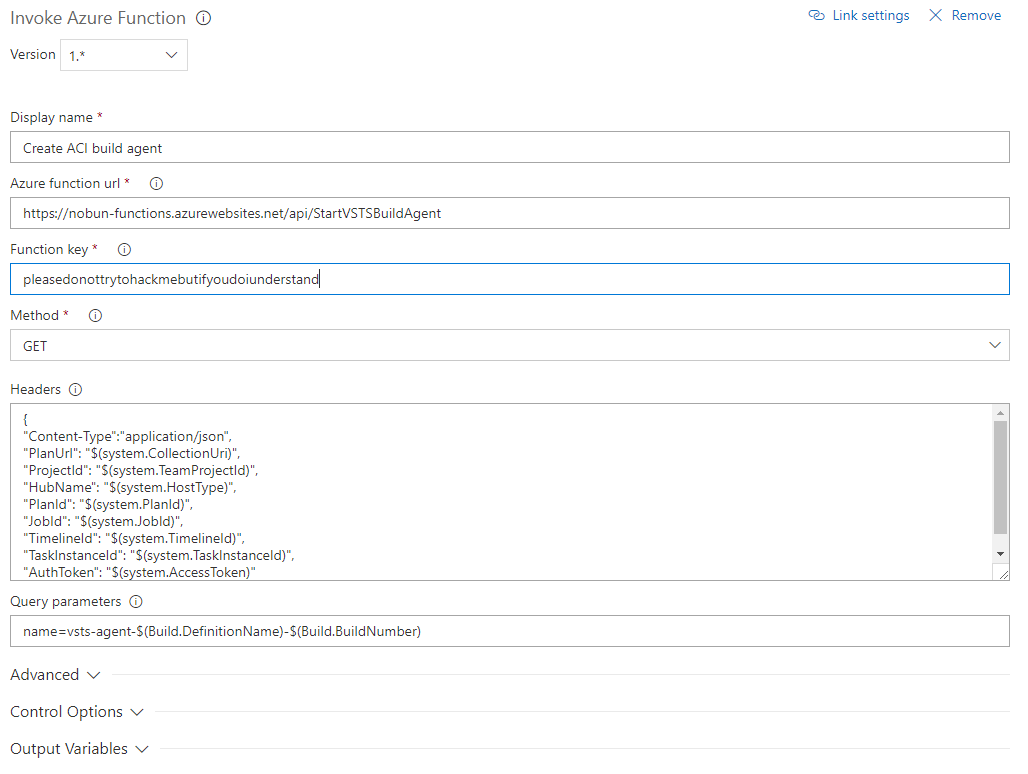 Invoke Azure Function
Link settings
Remove
Version 1.*
Display name *
Create ACI build agent
Azure function url *
https://nobun-functions.azurewebsites.net/api/StartVSTSBuildAgent
Function key *
pleasedonottrytohackmebutifyoudoiunderstand
Method *
GET
Headers
{
"Content-Type":"application/json",
"PlanUrl": "$(system.CollectionUri)",
"ProjectId": "$(system.TeamProjectId)",
"HubName": "$(system.HostType)",
"PlanId": "$(system.PlanId)",
"JobId": "$(system.JobId)",
"TimelineId": "$(system.TimelineId)",
"TaskInstanceId": "$(system.TaskInstanceId)",
"AuthToken": "$(system.AccessToken)"
Query parameters
name=vsts-agent-$(Build.DefinitionName)-$(Build.BuildNumber)
Advanced
Control Options
Output Variables